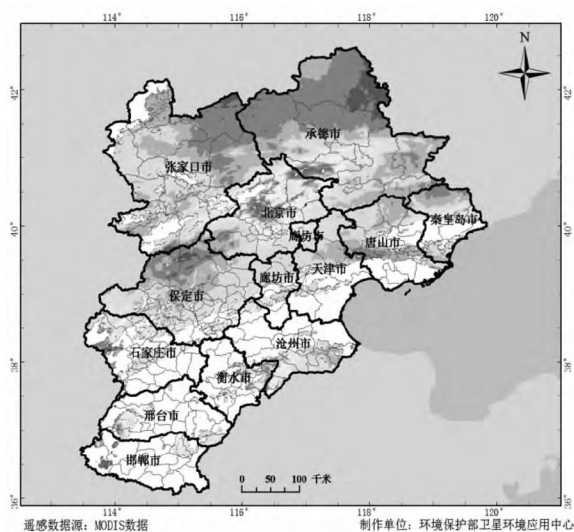 114° 116° 118° 120°
N
42° 42°
承德市
张家口市
北京市
40° 廊坊市 唐山市 秦皇岛市 40°
廊坊市 天津市
保定市
沧州市
38° 石家庄市 38°
衡水市
邢台市
邯郸市
0 50 100 千米
36° 36°
114° 116° 118° 120°
遥感数据源：MODIS数据 制作单位：环境保护部卫星环境应用中心